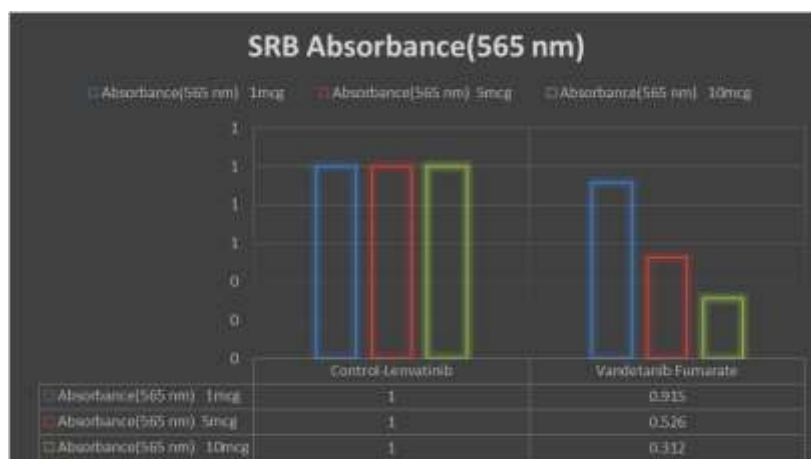 SRB Absorbance(565 nm)
Absorbance(565 nm) 1mcg Absorbance(565 nm) 5mcg Absorbance(565 nm) 10mcg
1
1
1
1
0
0
0
Control-Lenvatinib Vandetanib Fumarate
Absorbance(565 nm) 1mcg 1 0.915
Absorbance(565 nm) 5mcg 1 0.526
Absorbance(565 nm) 10mcg 1 0.312